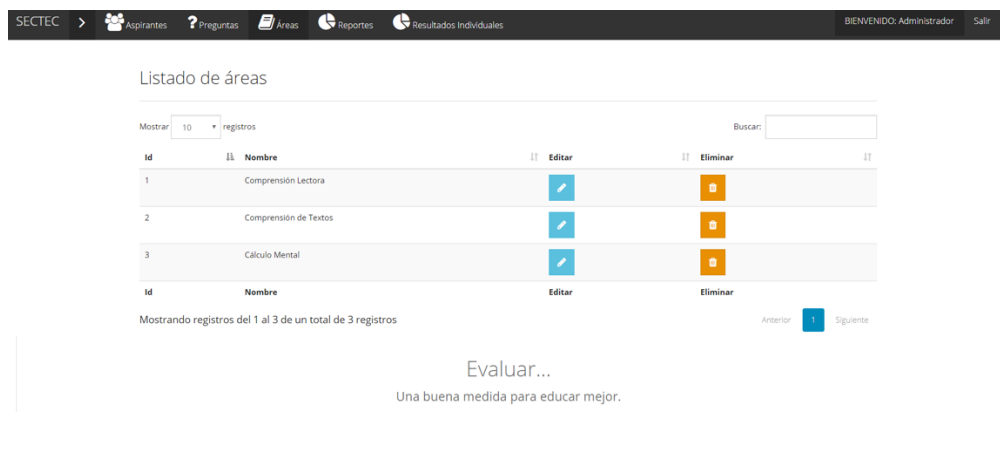 SECTEC > Aspirantes ? Preguntas Áreas Reportes Resultados Individuales BIENVENIDO: Administrador Salir
Listado de áreas
Mostrar 10 registros Buscar:
Id Nombre Editar Eliminar
1 Comprensión Lectora
2 Comprensión de Textos
3 Cálculo Mental
Id Nombre Editar Eliminar
Mostrando registros del 1 al 3 de un total de 3 registros Anterior 1 Siguiente
Evaluar...
Una buena medida para educar mejor.